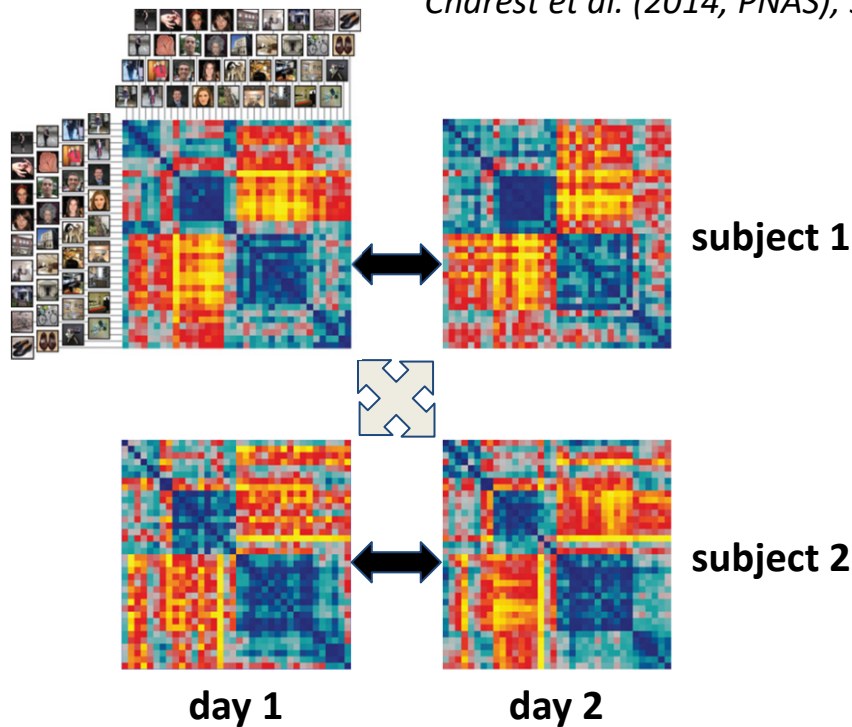 Charest et al. (2014, PNAS),
subject 1
subject 2
day 1
day 2